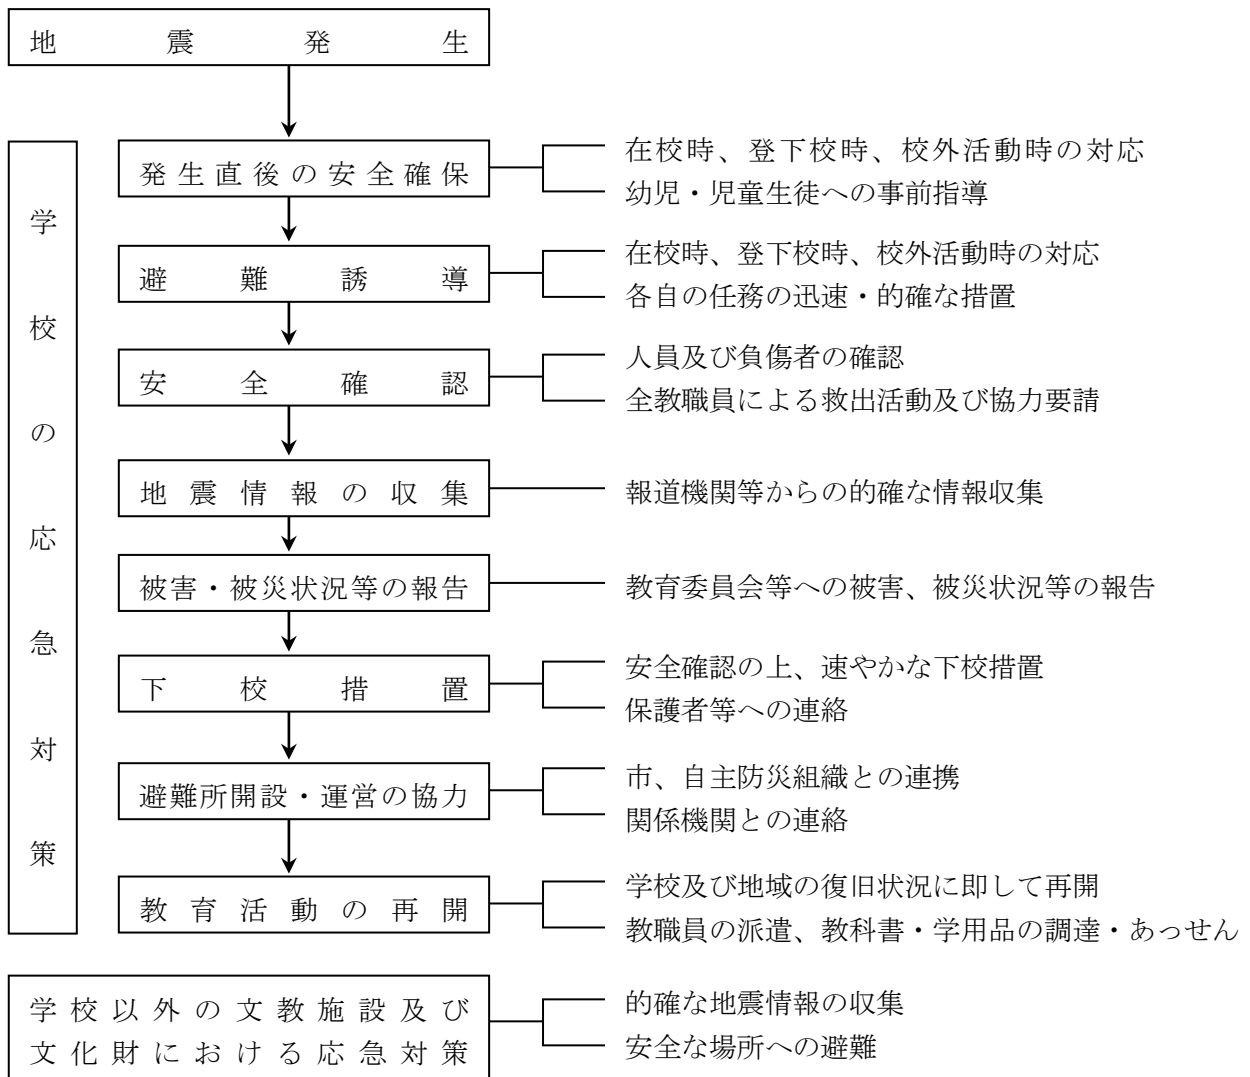 地震発生
学校の応急対策
発生直後の安全確保
在校時、登下校時、校外活動時の対応
幼児・児童生徒への事前指導
避難誘導
在校時、登下校時、校外活動時の対応
各自の任務の迅速・的確な措置
安全確認
人員及び負傷者の確認
全教職員による救出活動及び協力要請
地震情報の収集
報道機関等からの的確な情報収集
被害・被災状況等の報告
教育委員会等への被害、被災状況等の報告
下校措置
安全確認の上、速やかな下校措置
保護者等への連絡
避難所開設・運営の協力
市、自主防災組織との連携
関係機関との連絡
教育活動の再開
学校及び地域の復旧状況に即して再開
教職員の派遣、教科書・学用品の調達・あっせん
学校以外の文教施設及び
文化財における応急対策
的確な地震情報の収集
安全な場所への避難